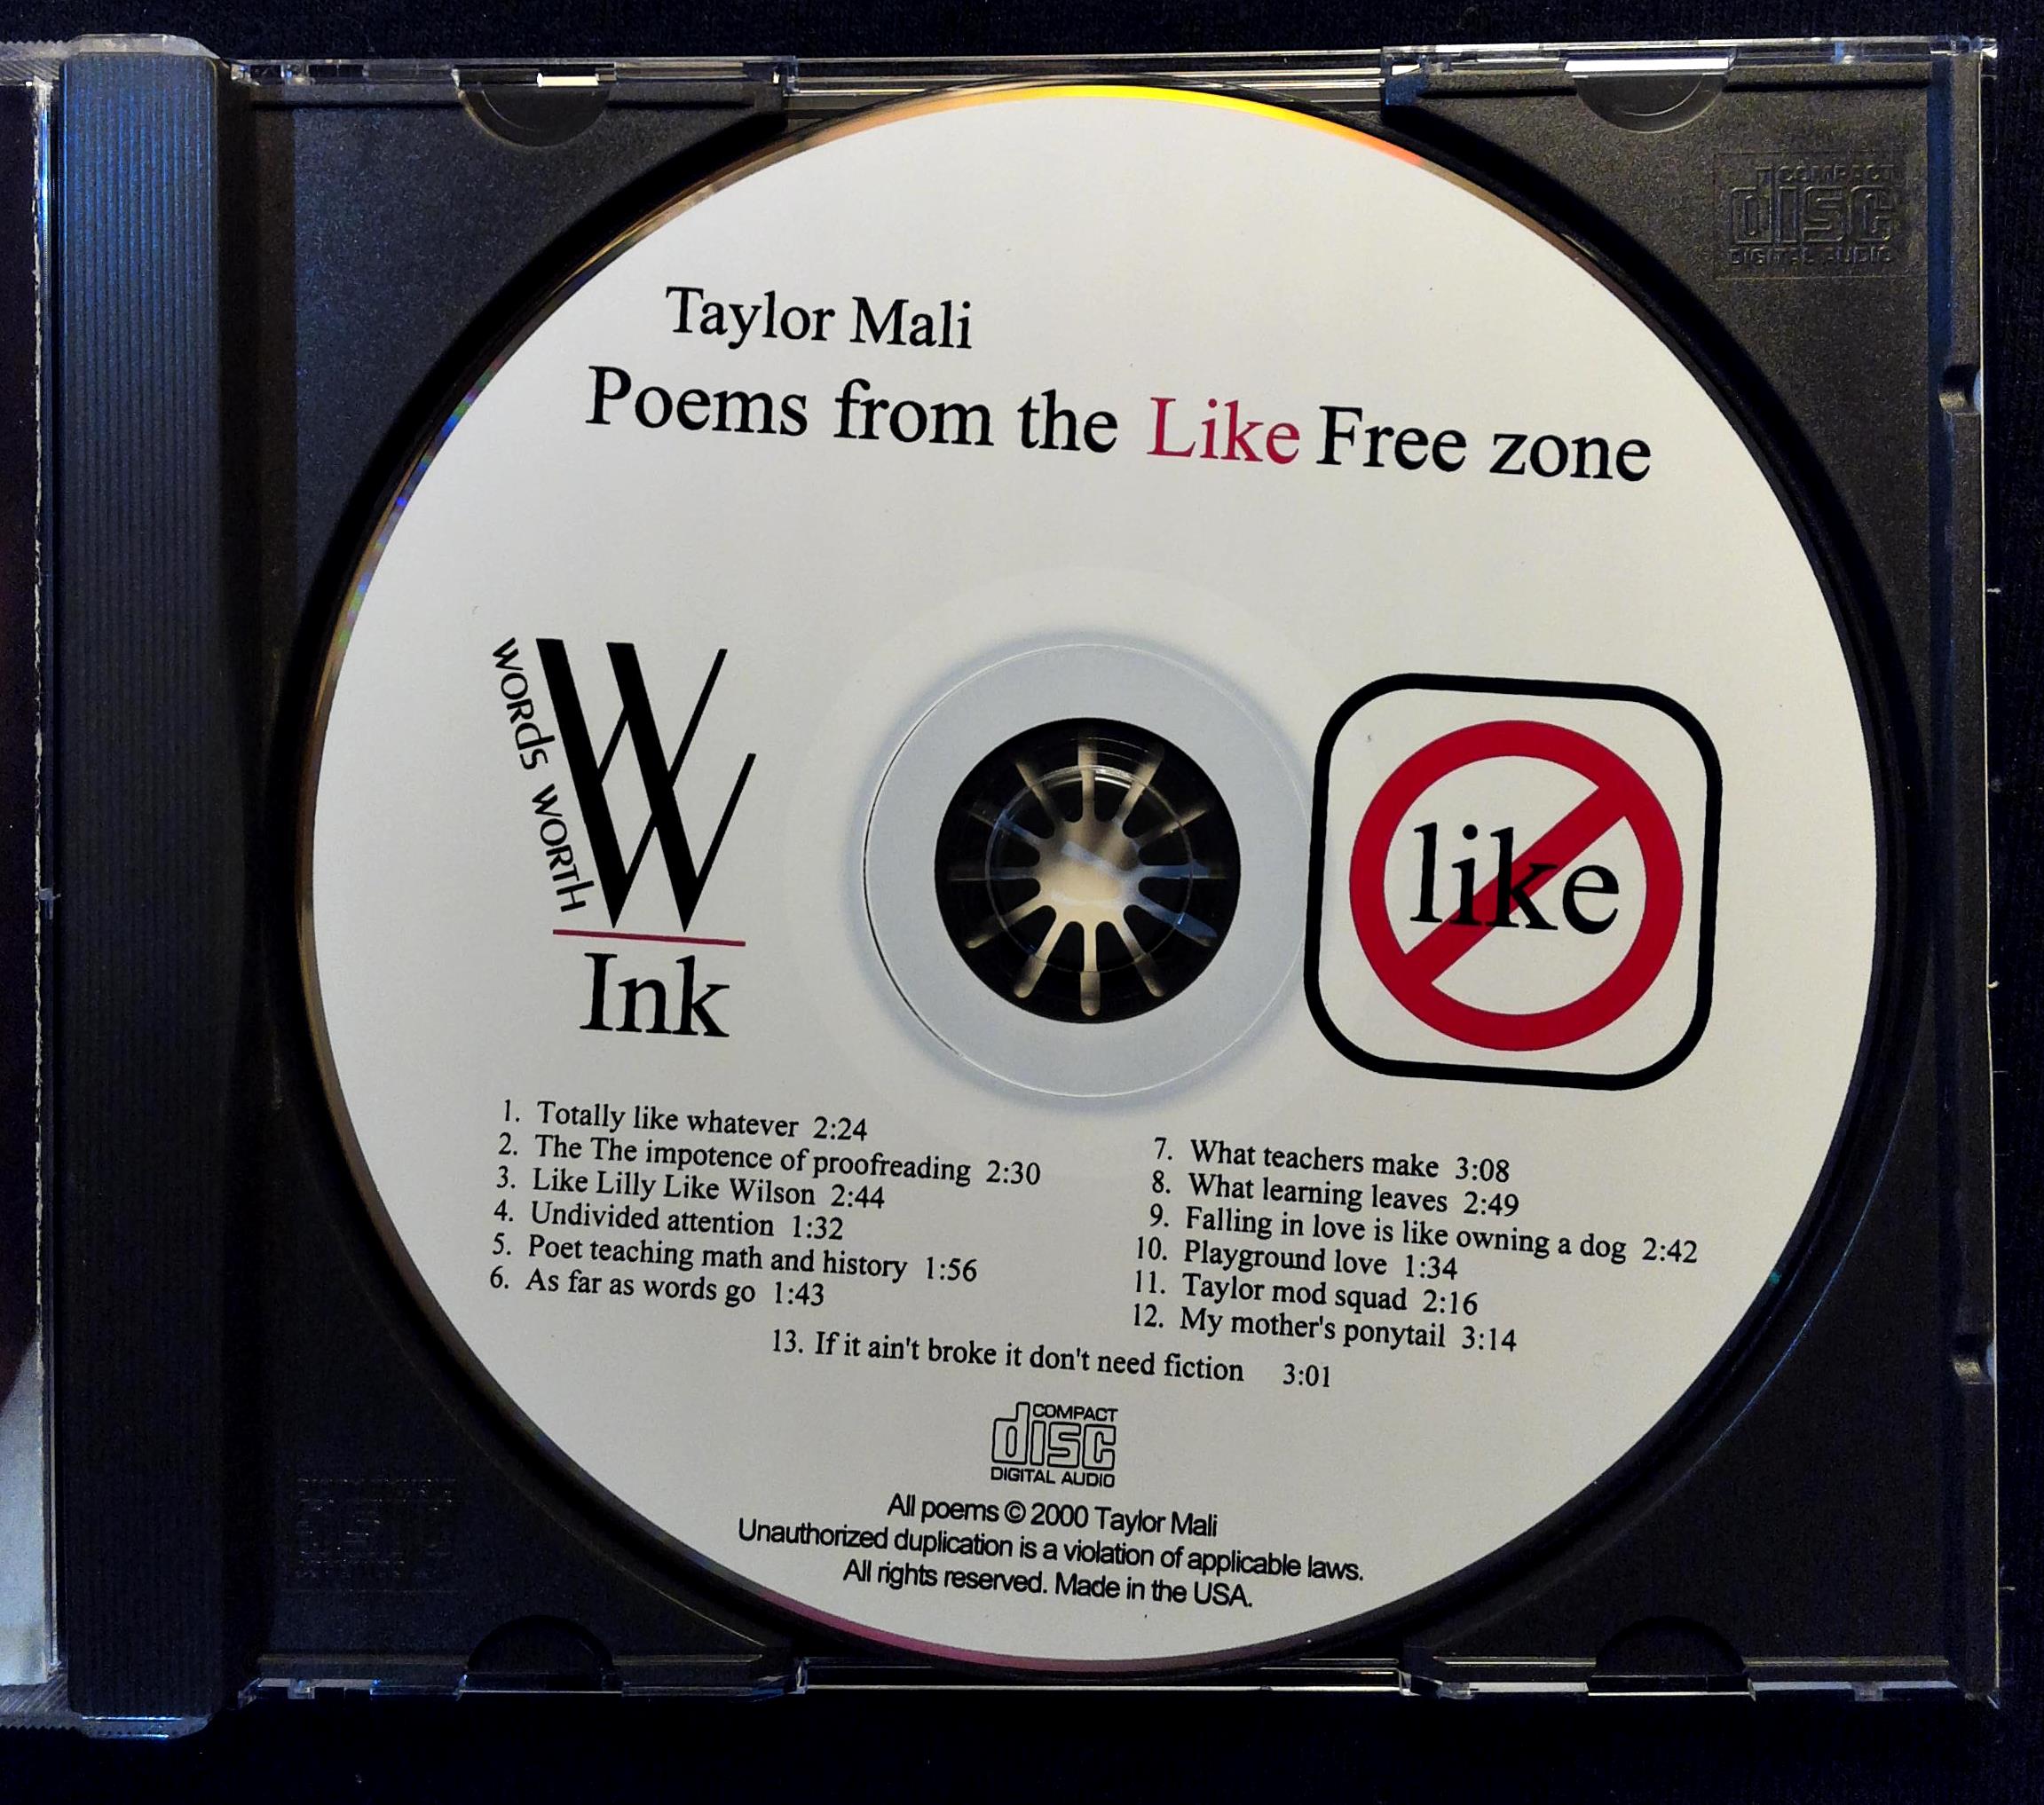 COMPACT
disc
DIGITAL AUDIO
Taylor Mali
Poems from the Like Free zone
WORdS WORTH
W
Ink
like
1. Totally like whatever 2:24
2. The The impotence of proofreading 2:30
3. Like Lilly Like Wilson 2:44
4. Undivided attention 1:32
5. Poet teaching math and history 1:56
6. As far as words go 1:43
7. What teachers make 3:08
8. What learning leaves 2:49
9. Falling in love is like owning a dog 2:42
10. Playground love 1:34
11. Taylor mod squad 2:16
12. My mother's ponytail 3:14
13. If it ain't broke it don't need fiction 3:01
COMPACT
disc
DIGITAL AUDIO
All poems © 2000 Taylor Mali
Unauthorized duplication is a violation of applicable laws.
All rights reserved. Made in the USA.